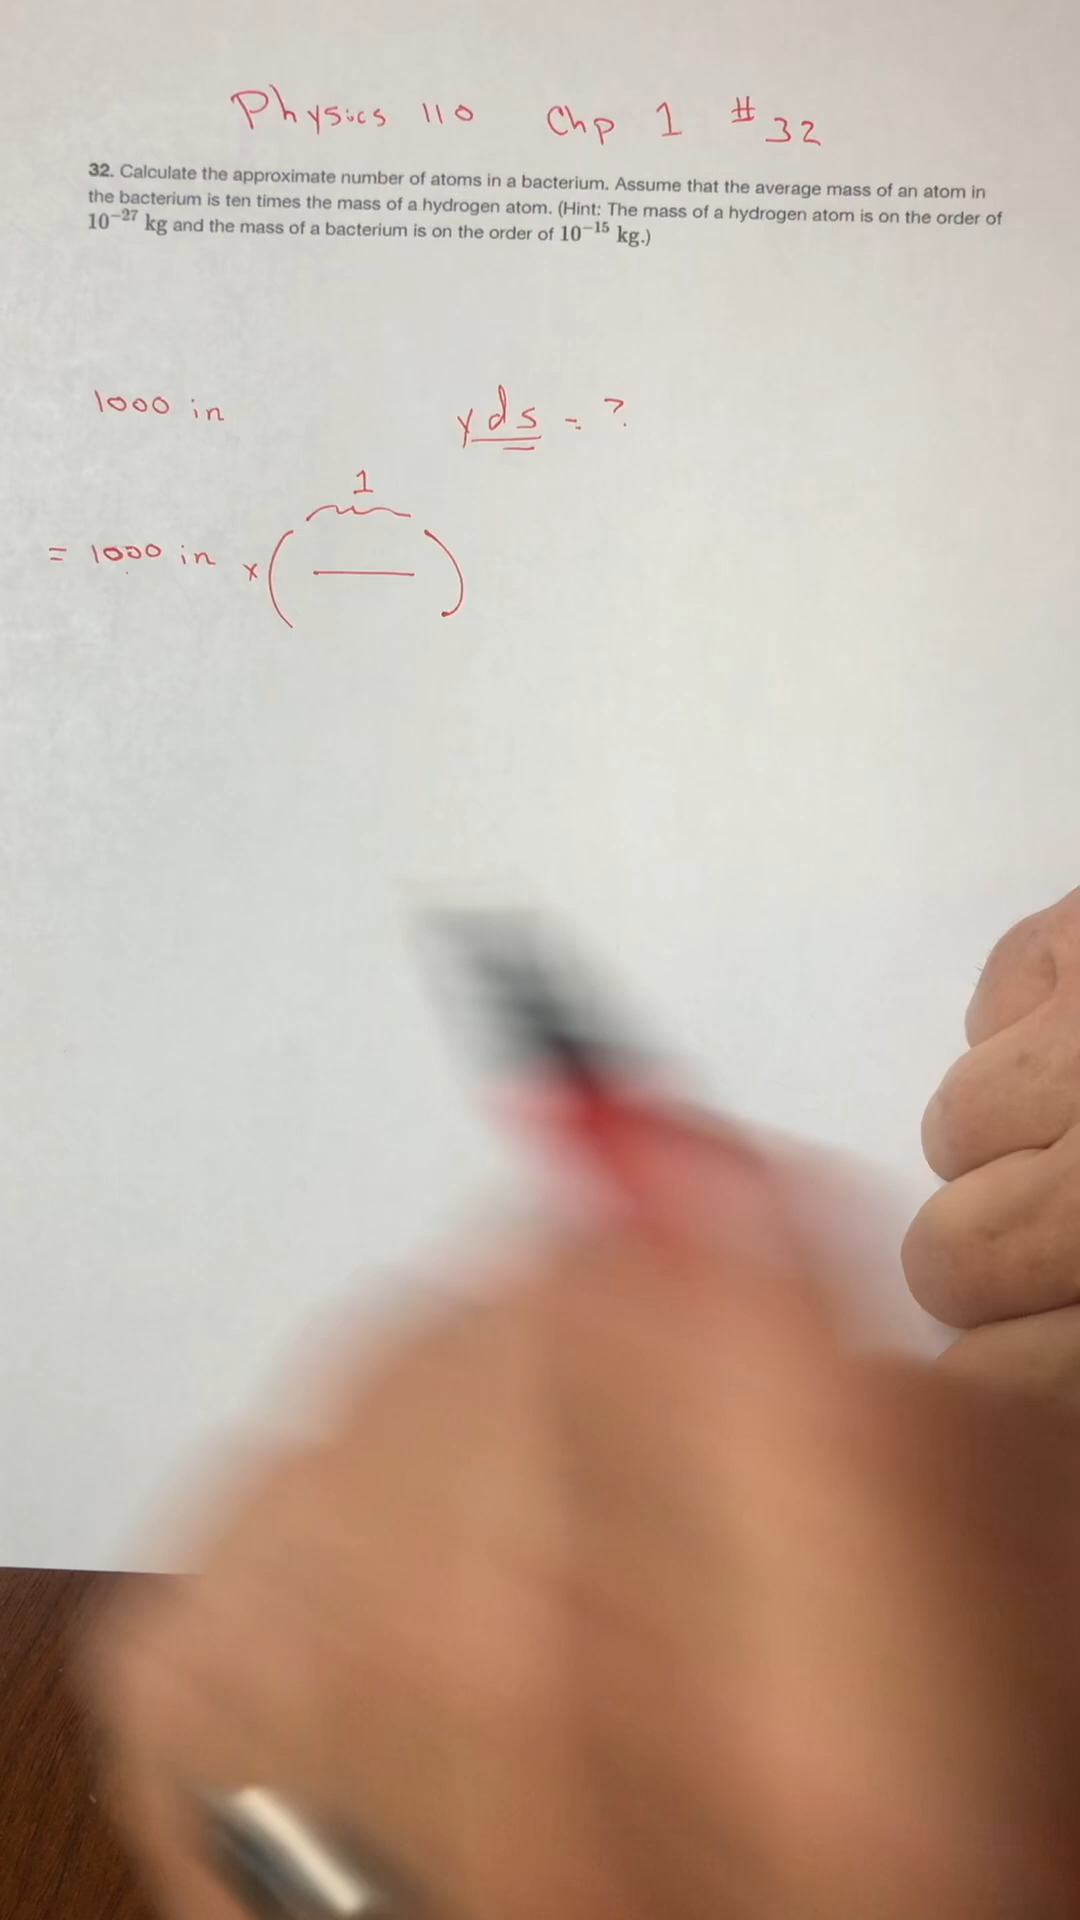 Physics 110 Chp 1 # 32
32. Calculate the approximate number of atoms in a bacterium. Assume that the average mass of an atom in
the bacterium is ten times the mass of a hydrogen atom. (Hint: The mass of a hydrogen atom is on the order of
10⁻²⁷ kg and the mass of a bacterium is on the order of 10⁻¹⁵ kg.)
1000 in yds = ?
1
= 1000 in x ( — )